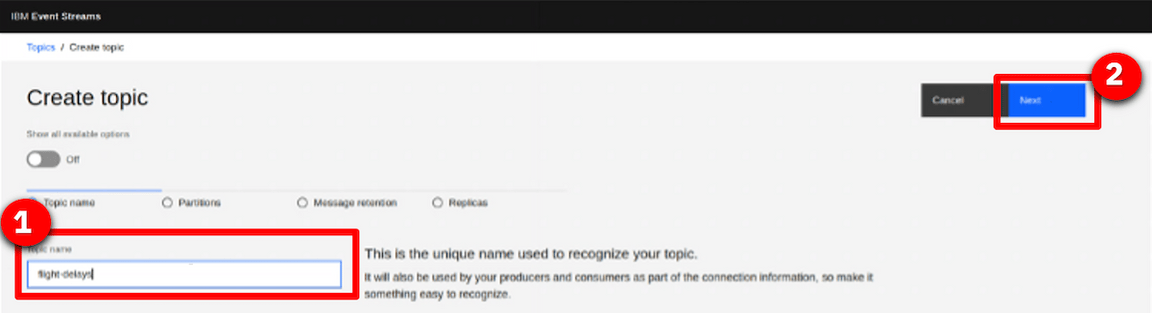 IBM Event Streams
Topics / Create topic
2
Create topic
Cancel
Next
Show all available options
Off
Topic name
Partitions
Message retention
Replicas
1
Topic name
This is the unique name used to recognize your topic.
flight-delays
It will also be used by your producers and consumers as part of the connection information, so make it
something easy to recognize.